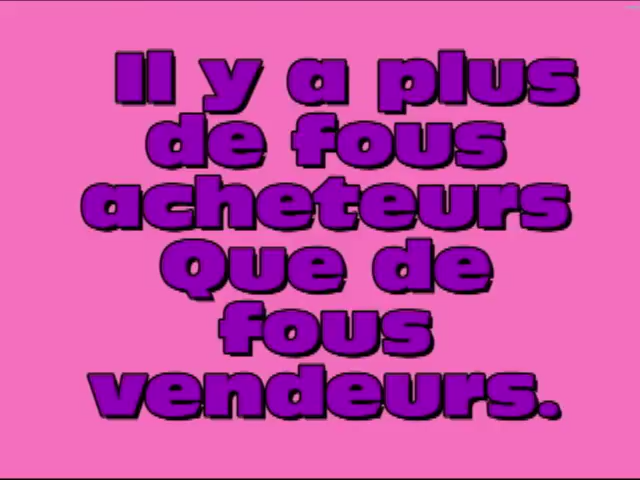 Il y a plus
de fous
acheteurs
Que de
fous
vendeurs.